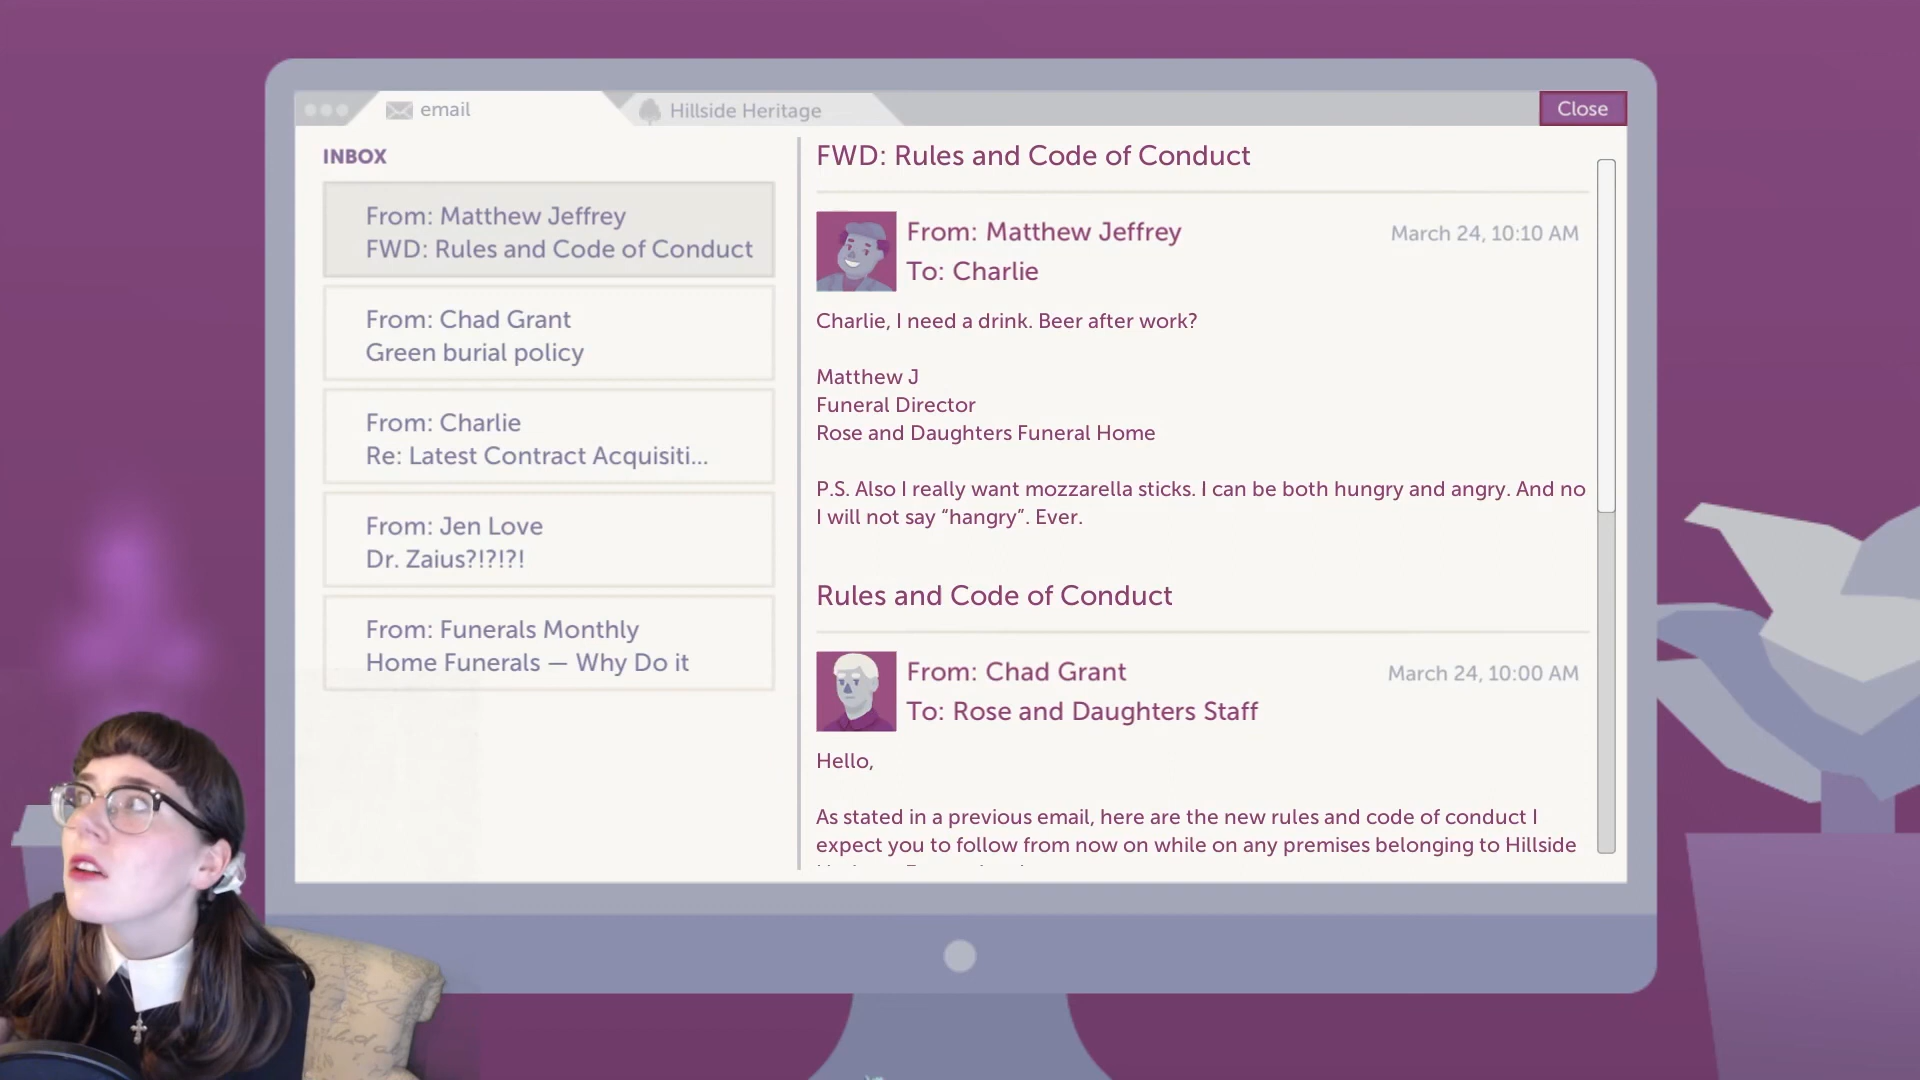 email
Hillside Heritage
Close
INBOX
From: Matthew Jeffrey
FWD: Rules and Code of Conduct
From: Chad Grant
Green burial policy
From: Charlie
Re: Latest Contract Acquisiti...
From: Jen Love
Dr. Zaius?!?!?!
From: Funerals Monthly
Home Funerals — Why Do it
FWD: Rules and Code of Conduct
From: Matthew Jeffrey
March 24, 10:10 AM
To: Charlie
Charlie, I need a drink. Beer after work?
Matthew J
Funeral Director
Rose and Daughters Funeral Home
P.S. Also I really want mozzarella sticks. I can be both hungry and angry. And no
I will not say “hangry”. Ever.
Rules and Code of Conduct
From: Chad Grant
March 24, 10:00 AM
To: Rose and Daughters Staff
Hello,
As stated in a previous email, here are the new rules and code of conduct I
expect you to follow from now on while on any premises belonging to Hillside